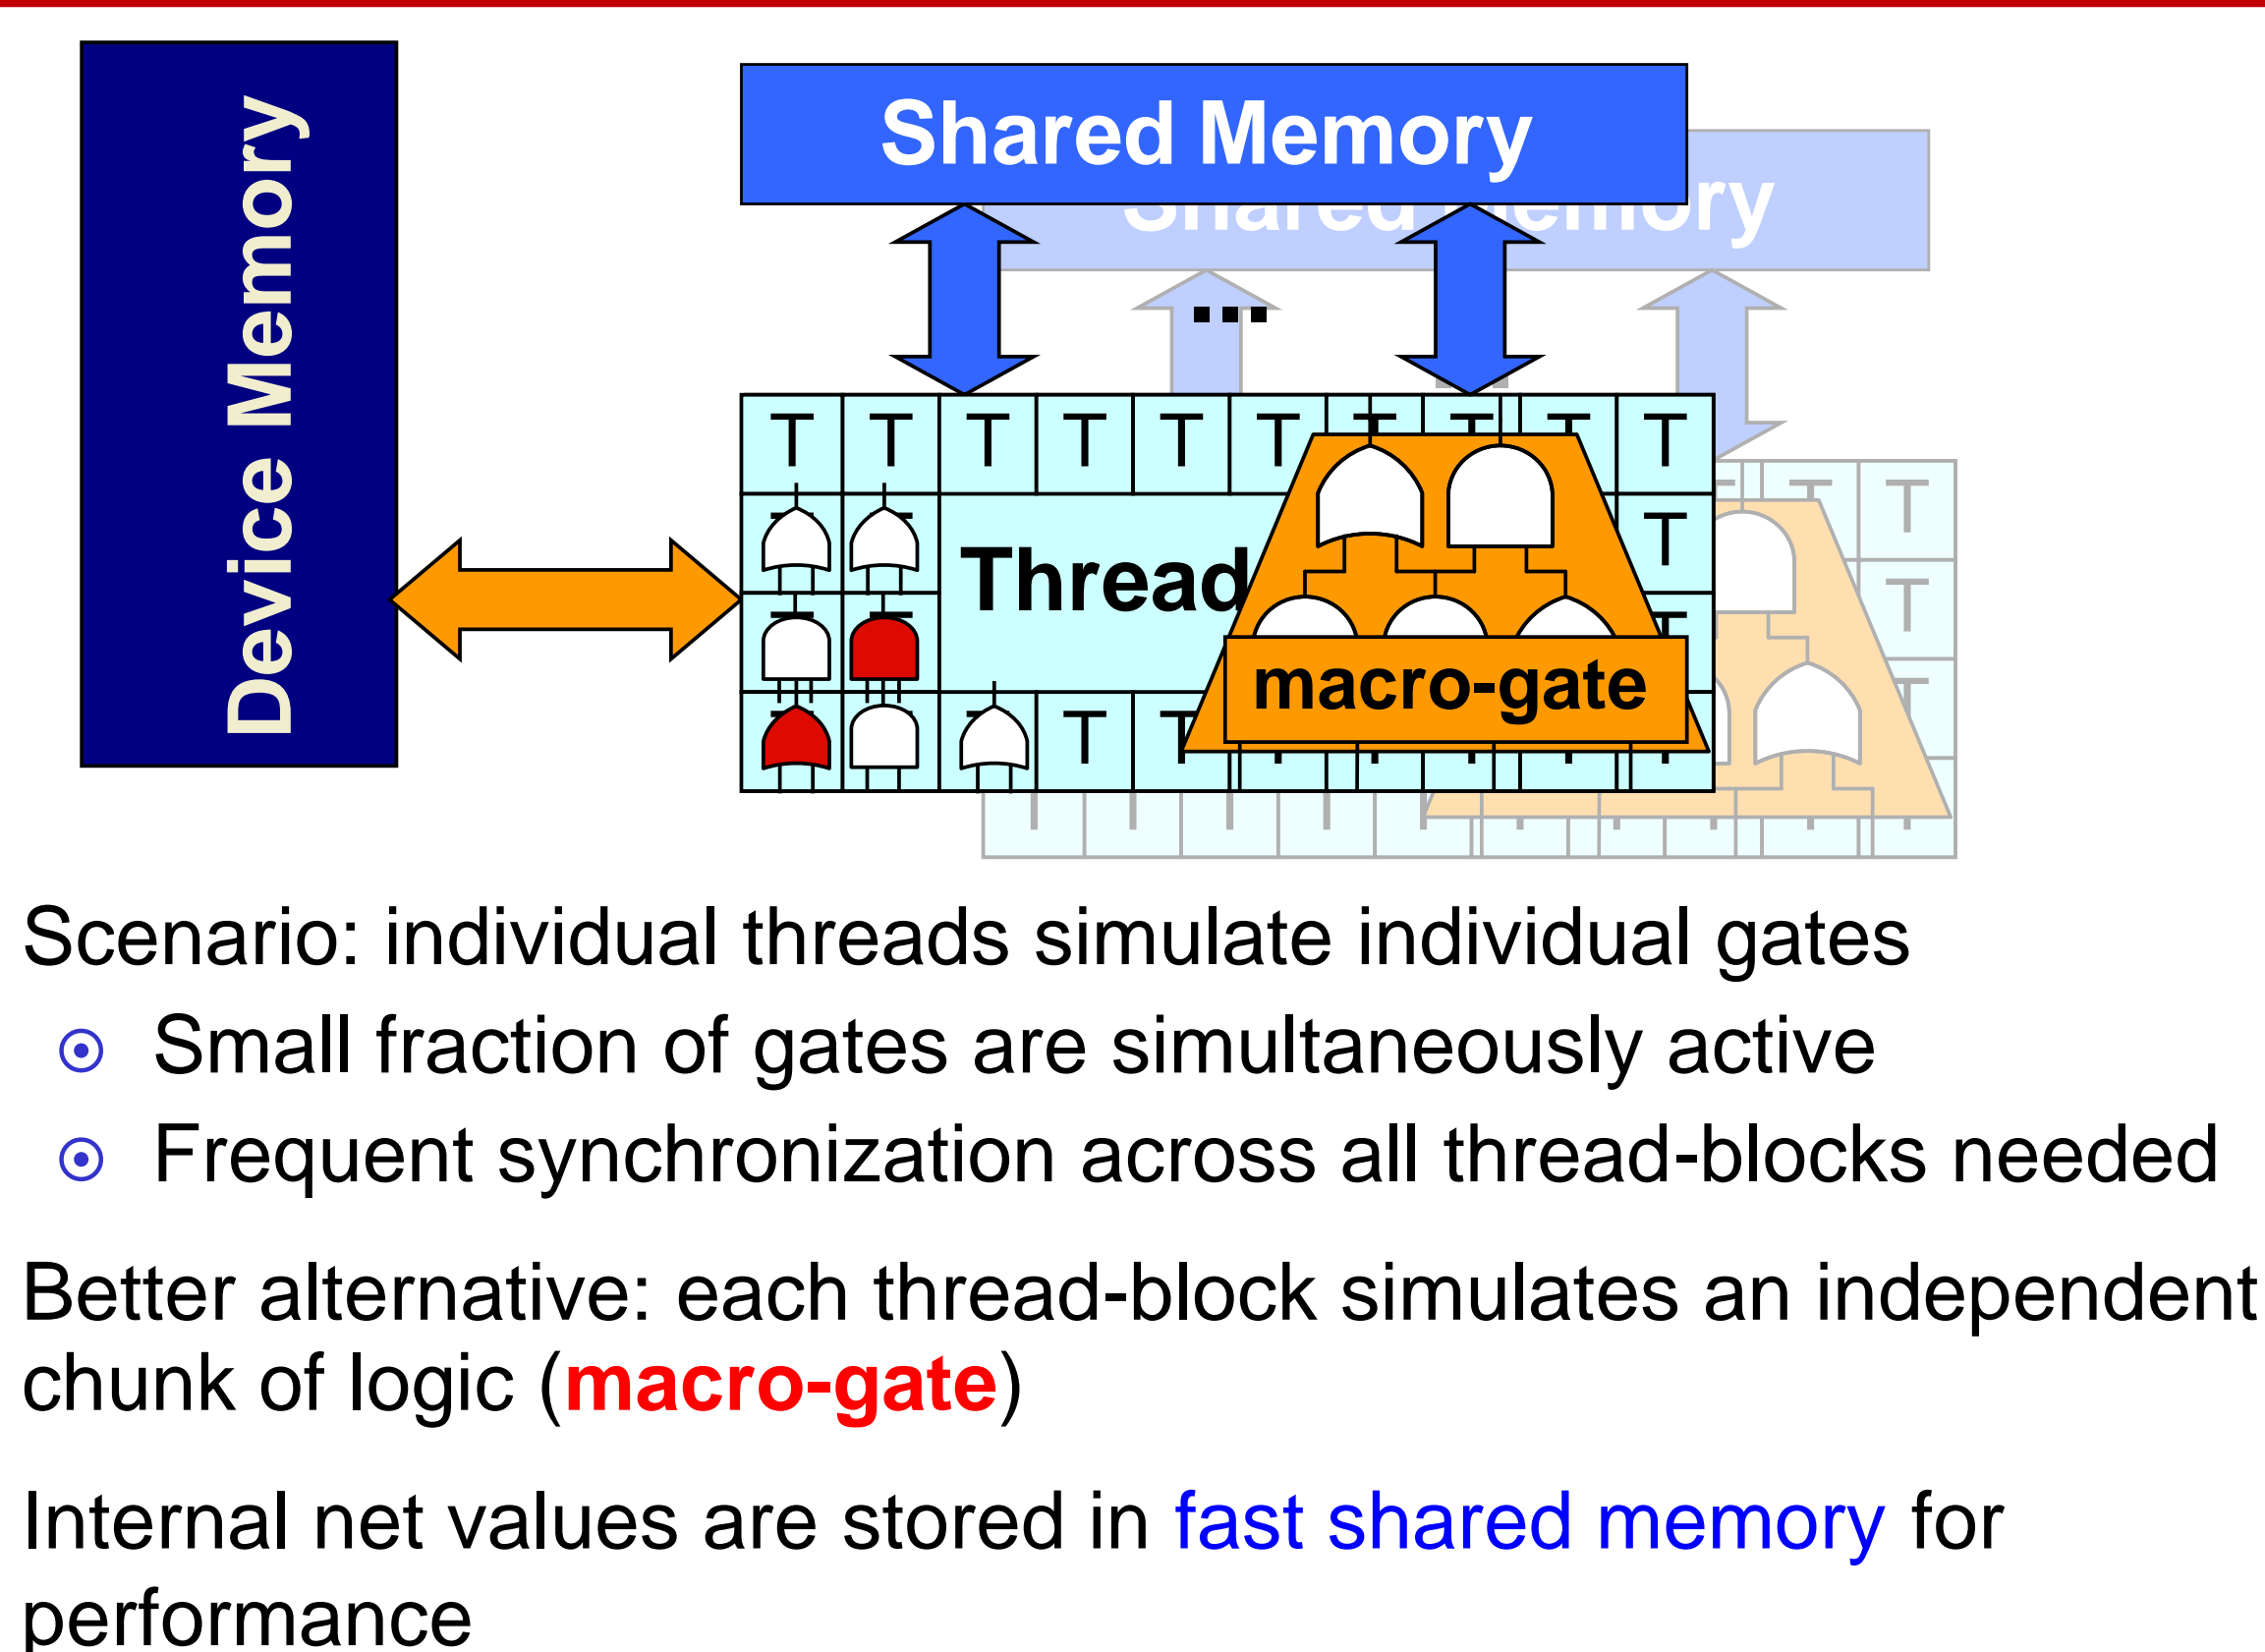 Device Memory
Shared Memory
Shared Memory
...
T T T T T T T T T T
Thread
T
macro-gate
T
T
T
T
Scenario: individual threads simulate individual gates
Small fraction of gates are simultaneously active
Frequent synchronization across all thread-blocks needed
Better alternative: each thread-block simulates an independent
chunk of logic (macro-gate)
Internal net values are stored in fast shared memory for
performance